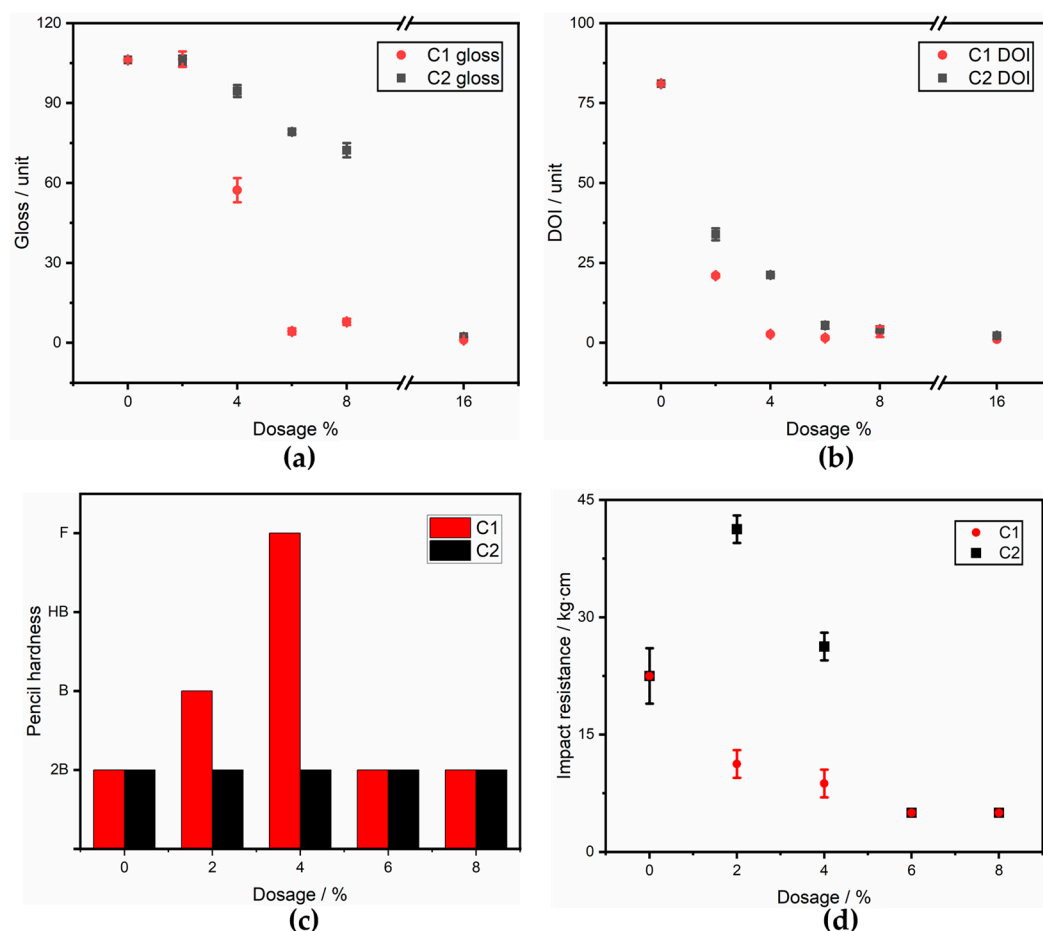 120
90
60
30
0
Gloss / unit
C1 gloss
C2 gloss
0
4
8
16
Dosage %
(a)
100
75
50
25
0
DOI / unit
C1 DOI
C2 DOI
0
4
8
16
Dosage %
(b)
F
HB
B
2B
Pencil hardness
C1
C2
0
2
4
6
8
Dosage / %
(c)
45
30
15
0
Impact resistance / kg·cm
C1
C2
0
2
4
6
8
Dosage / %
(d)